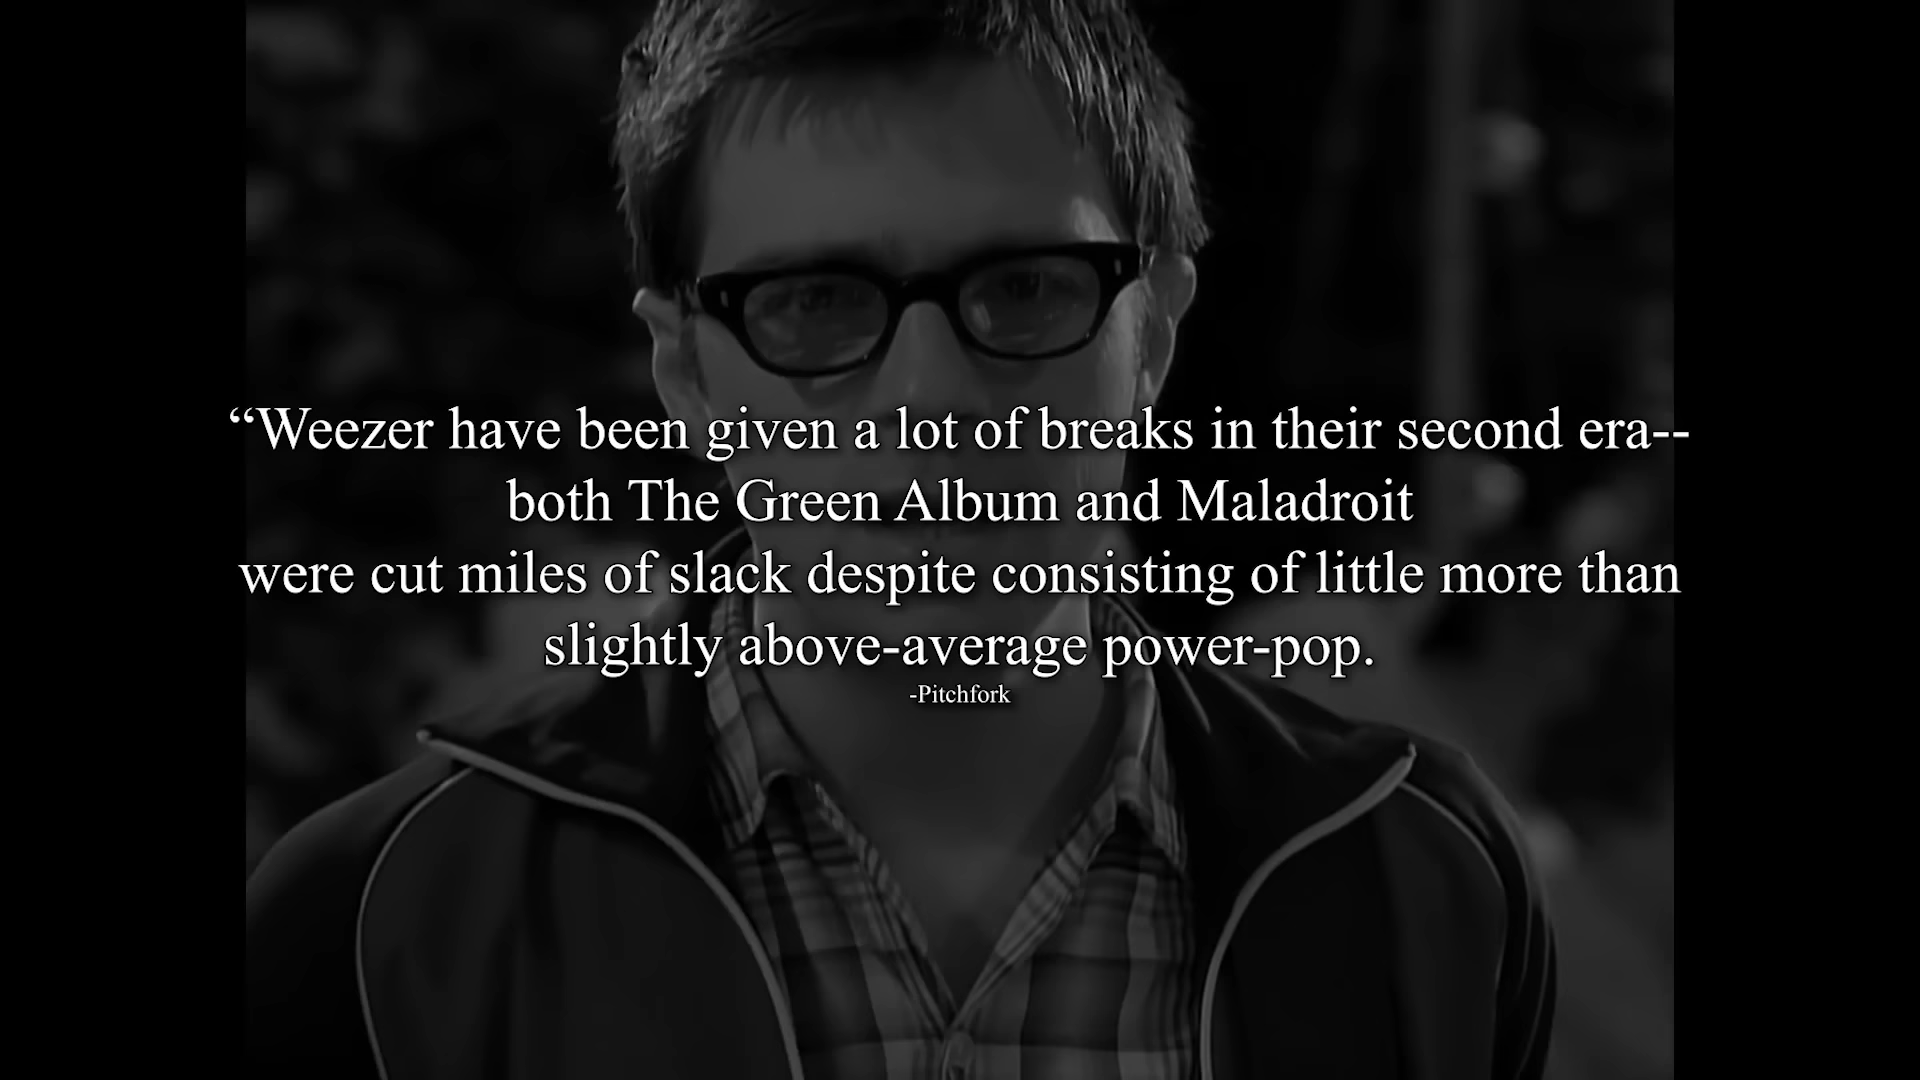 “Weezer have been given a lot of breaks in their second era--
both The Green Album and Maladroit
were cut miles of slack despite consisting of little more than
slightly above-average power-pop.
-Pitchfork